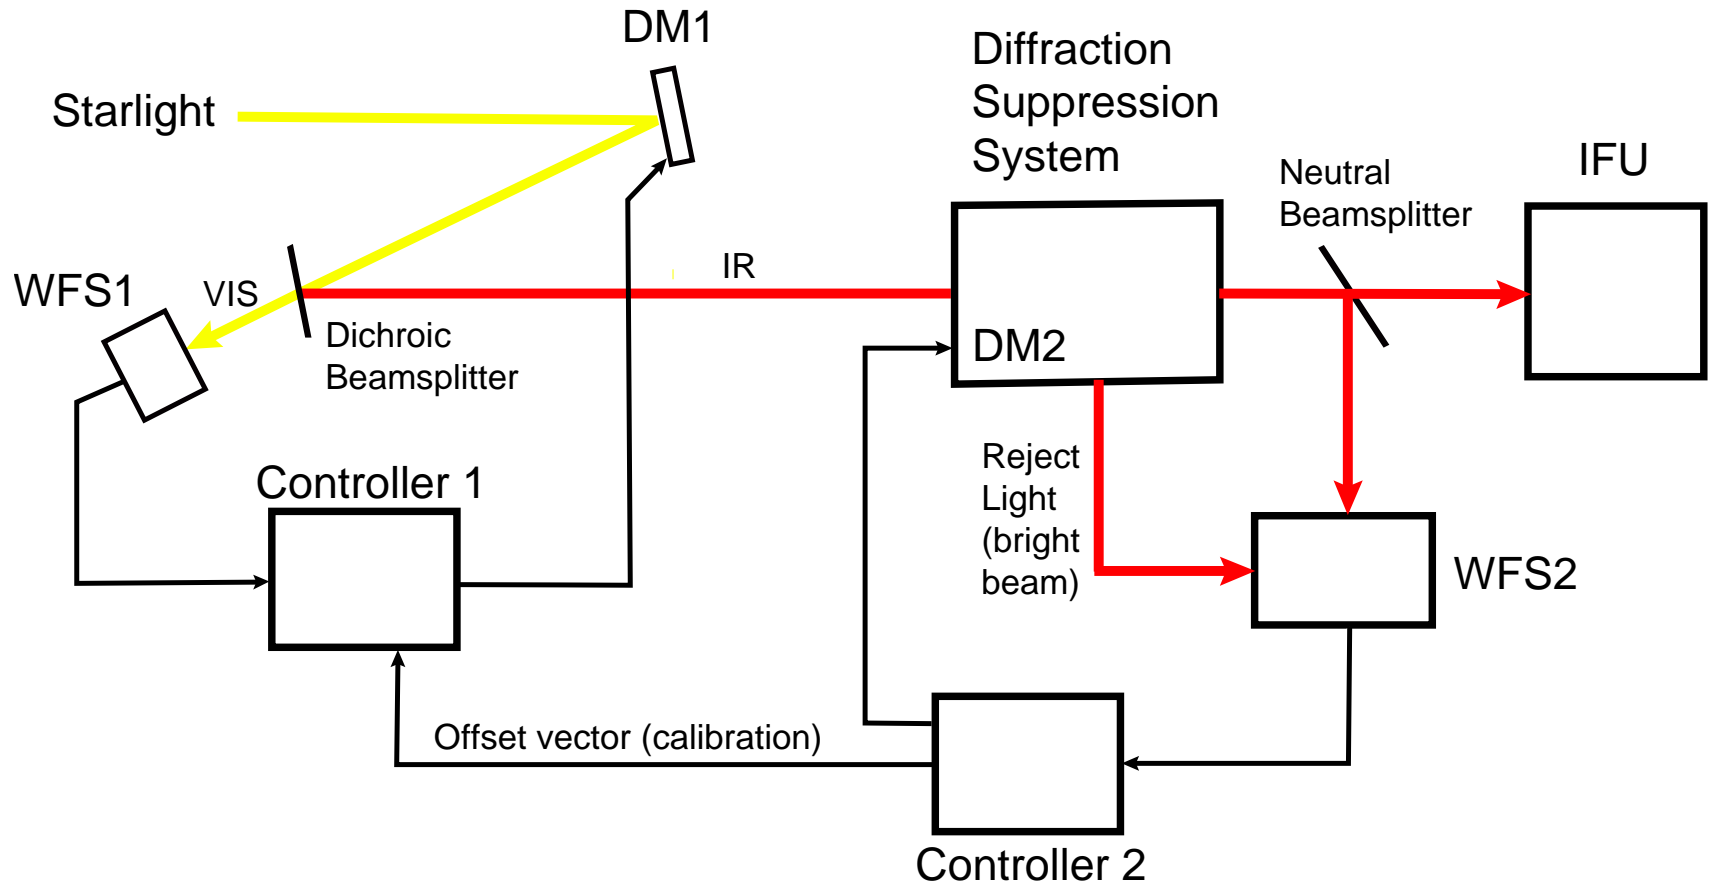 DM1
Starlight
Diffraction
Suppression
System
IFU
Neutral
Beamsplitter
WFS1
VIS
IR
Dichroic
Beamsplitter
DM2
Controller 1
Reject
Light
(bright
beam)
WFS2
Offset vector (calibration)
Controller 2